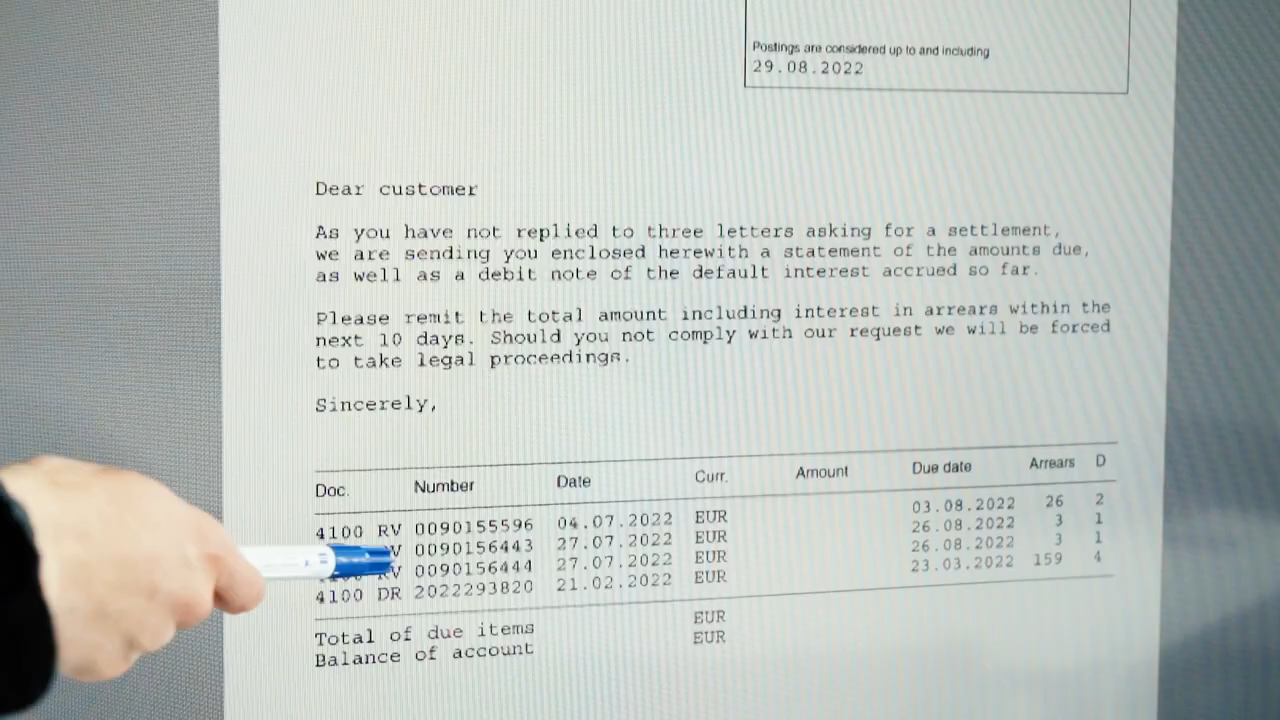 Postings are considered up to and including
29.08.2022
Dear customer
As you have not replied to three letters asking for a settlement,
we are sending you enclosed herewith a statement of the amounts due,
as well as a debit note of the default interest accrued so far.
Please remit the total amount including interest in arrears within the
next 10 days. Should you not comply with our request we will be forced
to take legal proceedings.
Sincerely,
Doc. Number Date Curr. Amount Due date Arrears D
4100 RV 0090155596 04.07.2022 EUR 03.08.2022 26 2
0090156443 27.07.2022 EUR 26.08.2022 3 1
0090156444 27.07.2022 EUR 26.08.2022 3 1
4100 DR 2022293820 21.02.2022 EUR 23.03.2022 159 4
Total of due items EUR
Balance of account EUR